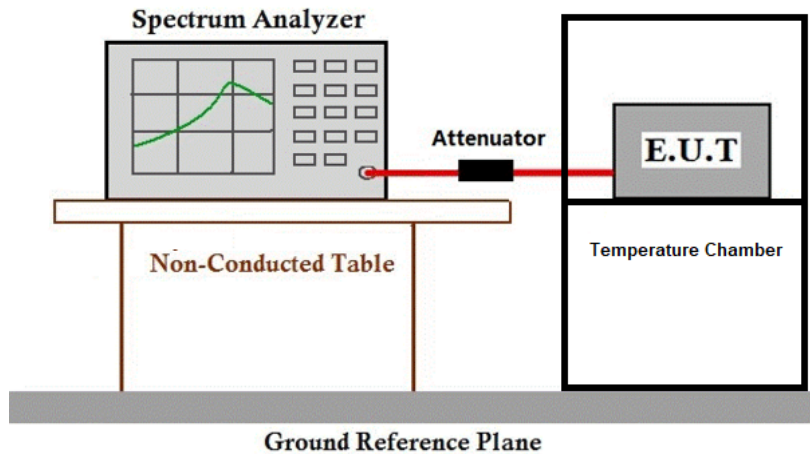 Spectrum Analyzer
Attenuator
E.U.T
Non-Conducted Table
Temperature Chamber
Ground Reference Plane